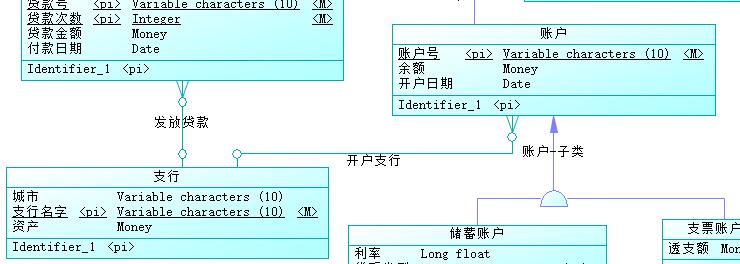 贷款号 <pi> Variable characters (10) <M>
贷款次数 <pi> Integer <M>
贷款金额 Money
付款日期 Date
Identifier_1 <pi>
账户
账户号 <pi> Variable characters (10) <M>
余额 Money
开户日期 Date
Identifier_1 <pi>
发放贷款
开户支行
账户-子类
支行
城市 Variable characters (10)
支行名字 <pi> Variable characters (10) <M>
资产 Money
Identifier_1 <pi>
储蓄账户
利率 Long float
支票账户
透支额